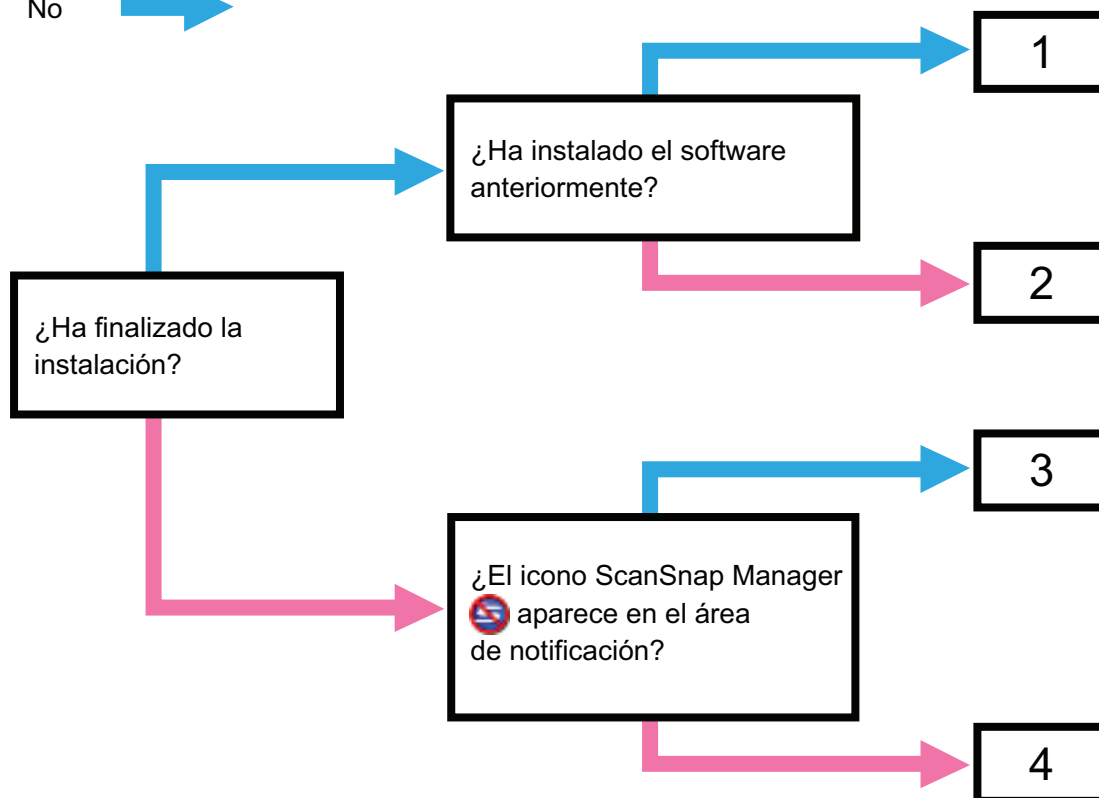 No
1
¿Ha instalado el software
anteriormente?
2
¿Ha finalizado la
instalación?
3
¿El icono ScanSnap Manager
aparece en el área
de notificación?
4